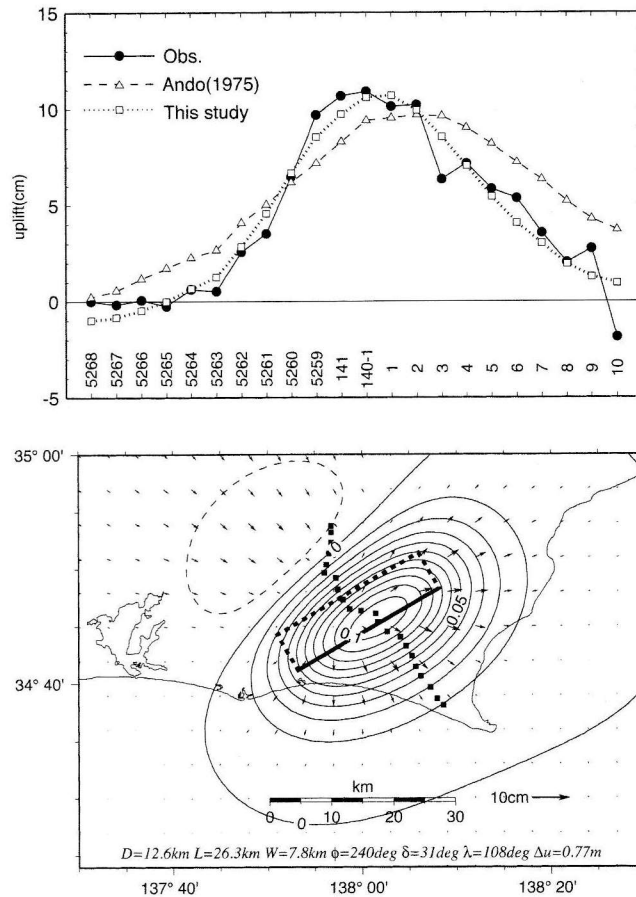 15
10
5
0
-5
uplift(cm)
Obs.
Ando(1975)
This study
5268 5267 5266 5265 5264 5263 5262 5261 5260 5259 141 140-1 1 2 3 4 5 6 7 8 9 10
35 00'
34 40'
0
0.1
0.05
km
0 10 20 30
10cm
0
D=12.6km L=26.3km W=7.8km ϕ=240deg δ=31deg λ=108deg Δu=0.77m
137 40' 138 00' 138 20'